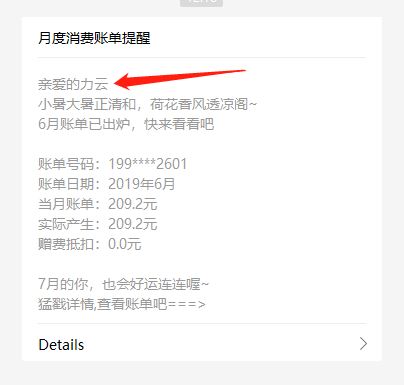 月度消费账单提醒
亲爱的力云
小暑大暑正清和，荷花香风透凉阁~
6月账单已出炉，快来看看吧
账单号码：199****2601
账单日期：2019年6月
当月账单：209.2元
实际产生：209.2元
赠费抵扣：0.0元
7月的你，也会好运连连喔~
猛戳详情,查看账单吧===>
Details